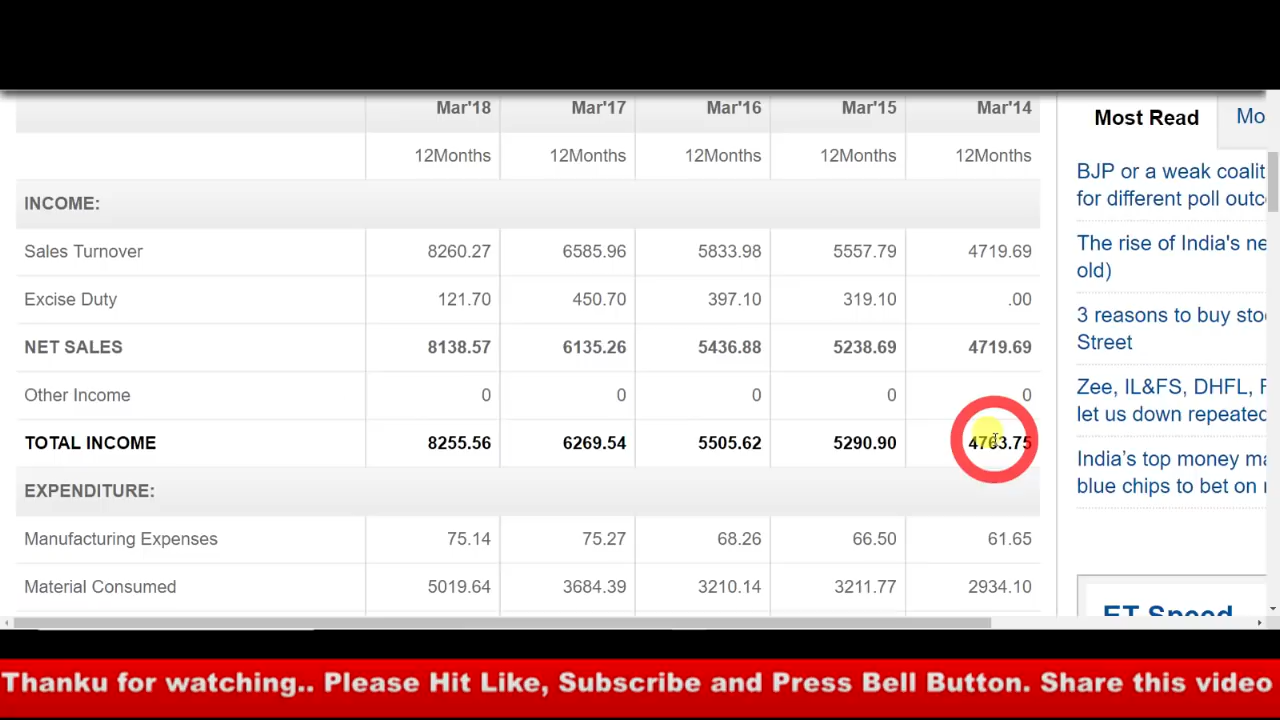 Mar'18 Mar'17 Mar'16 Mar'15 Mar'14
12Months 12Months 12Months 12Months 12Months
INCOME:
Sales Turnover 8260.27 6585.96 5833.98 5557.79 4719.69
Excise Duty 121.70 450.70 397.10 319.10 .00
NET SALES 8138.57 6135.26 5436.88 5238.69 4719.69
Other Income 0 0 0 0 0
TOTAL INCOME 8255.56 6269.54 5505.62 5290.90 4763.75
EXPENDITURE:
Manufacturing Expenses 75.14 75.27 68.26 66.50 61.65
Material Consumed 5019.64 3684.39 3210.14 3211.77 2934.10
Most Read Mo
BJP or a weak coalit
for different poll outc
The rise of India's ne
old)
3 reasons to buy sto
Street
Zee, IL&FS, DHFL, F
let us down repeated
India's top money ma
blue chips to bet on
ET Speed
Thanku for watching.. Please Hit Like, Subscribe and Press Bell Button. Share this video